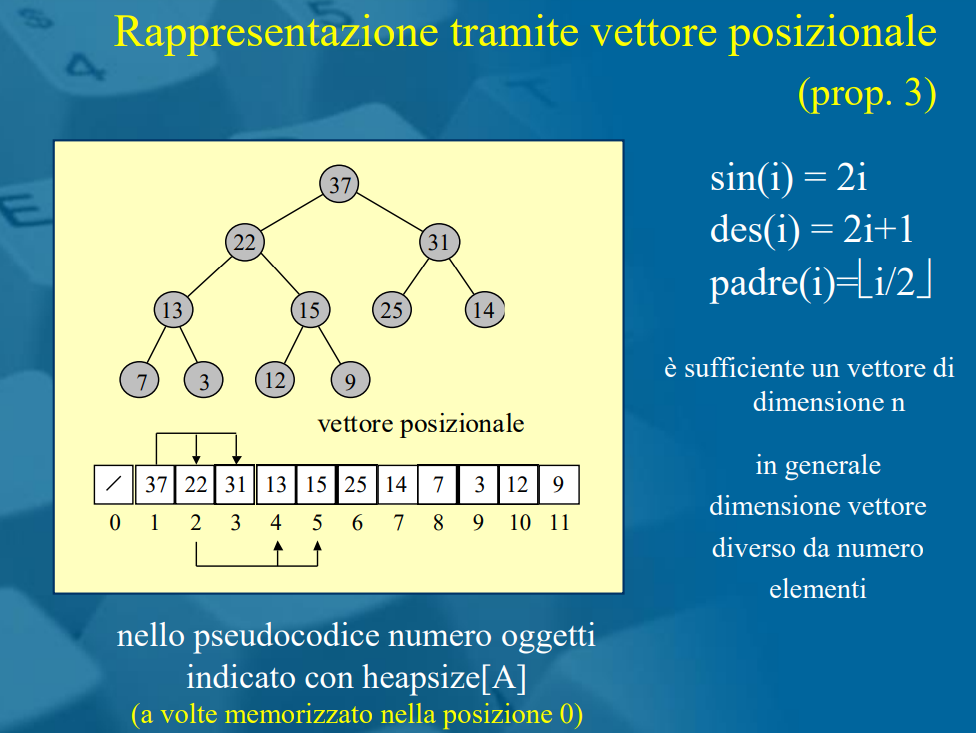 Rappresentazione tramite vettore posizionale
(prop. 3)
37
22 31
13 15 25 14
7 3 12 9
vettore posizionale
/ 37 22 31 13 15 25 14 7 3 12 9
0 1 2 3 4 5 6 7 8 9 10 11
sin(i) = 2i
des(i) = 2i+1
padre(i)=⌊i/2⌋
è sufficiente un vettore di
dimensione n
in generale
dimensione vettore
diverso da numero
elementi
nello pseudocodice numero oggetti
indicato con heapsize[A]
(a volte memorizzato nella posizione 0)